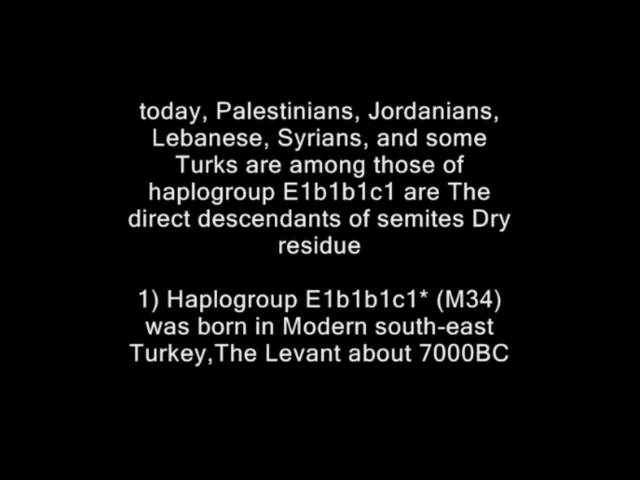 today, Palestinians, Jordanians,
Lebanese, Syrians, and some
Turks are among those of
haplogroup E1b1b1c1 are The
direct descendants of semites Dry
residue
1) Haplogroup E1b1b1c1* (M34)
was born in Modern south-east
Turkey,The Levant about 7000BC